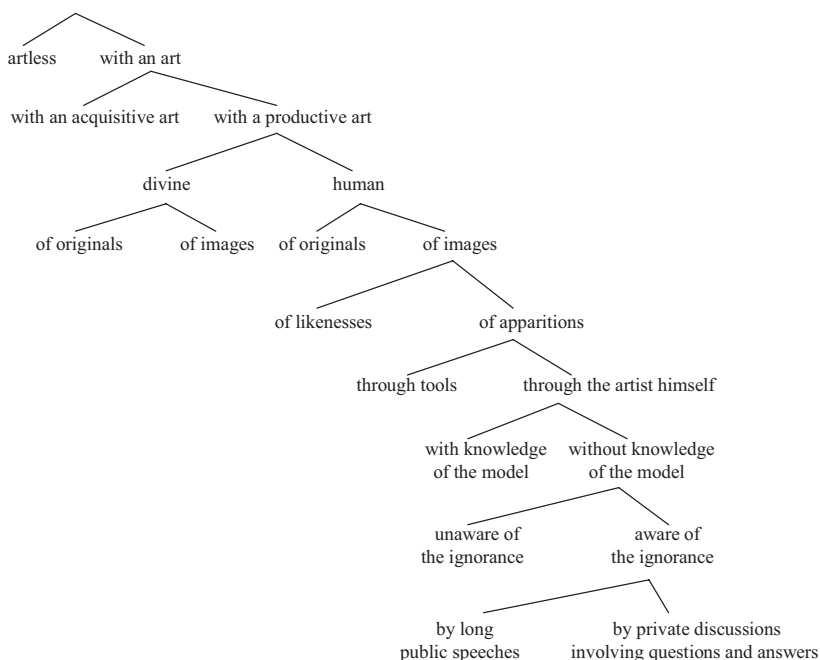 artless with an art
with an acquisitive art with a productive art
divine human
of originals of images of originals of images
of likenesses of apparitions
through tools through the artist himself
with knowledge without knowledge
of the model of the model
unaware of aware of
the ignorance the ignorance
by long by private discussions
public speeches involving questions and answers